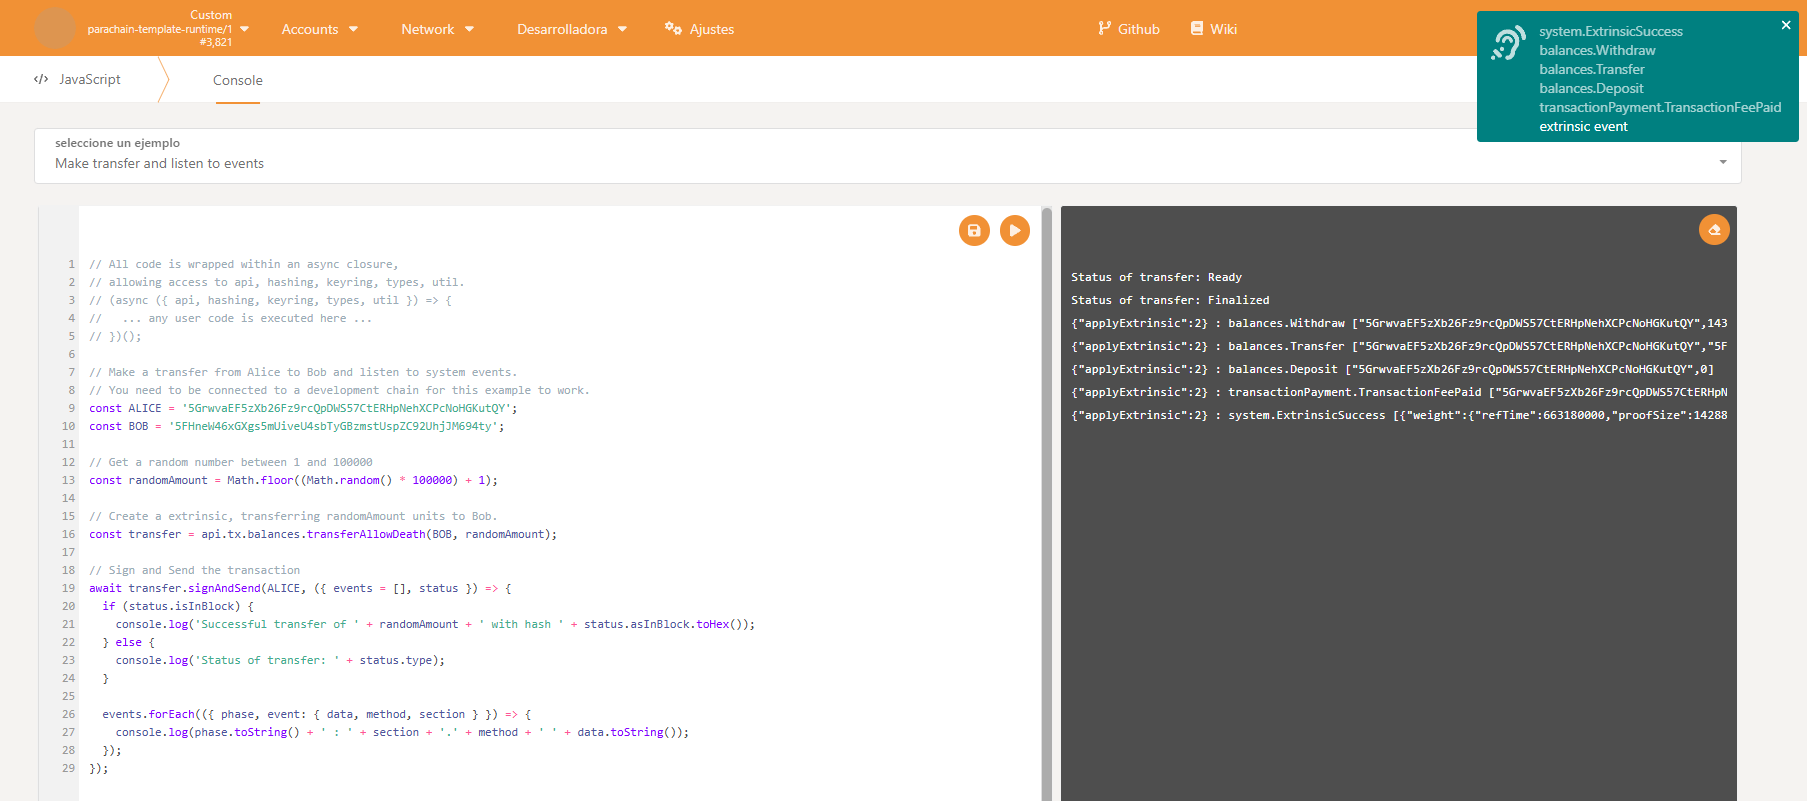 Custom
parachain-template-runtime/1
#3,821
Accounts
Network
Desarrolladora
Ajustes
Github
Wiki
system.ExtrinsicSuccess
balances.Withdraw
balances.Transfer
balances.Deposit
transactionPayment.TransactionFeePaid
extrinsic event
</> JavaScript
Console
seleccione un ejemplo
Make transfer and listen to events
1 // All code is wrapped within an async closure,
2 // allowing access to api, hashing, keyring, types, util.
3 // (async ({ api, hashing, keyring, types, util }) => {
4 //   ... any user code is executed here ...
5 // })();
6
7 // Make a transfer from Alice to Bob and listen to system events.
8 // You need to be connected to a development chain for this example to work.
9 const ALICE = '5GrwvaEF5zXb26Fz9rcQpDWS57CtERHpNehXCPcNoHGKutQY';
10 const BOB = '5FHneW46xGXgs5mUiveU4sbTyGBzmstUspZC92UhjJM694ty';
11
12 // Get a random number between 1 and 100000
13 const randomAmount = Math.floor((Math.random() * 100000) + 1);
14
15 // Create a extrinsic, transferring randomAmount units to Bob.
16 const transfer = api.tx.balances.transferAllowDeath(BOB, randomAmount);
17
18 // Sign and Send the transaction
19 await transfer.signAndSend(ALICE, ({ events = [], status }) => {
20   if (status.isInBlock) {
21     console.log('Successful transfer of ' + randomAmount + ' with hash ' + status.asInBlock.toHex());
22   } else {
23     console.log('Status of transfer: ' + status.type);
24   }
25
26   events.forEach(({ phase, event: { data, method, section } }) => {
27     console.log(phase.toString() + ' : ' + section + '.' + method + ' ' + data.toString());
28   });
29 });
Status of transfer: Ready
Status of transfer: Finalized
{"applyExtrinsic":2} : balances.Withdraw ["5GrwvaEF5zXb26Fz9rcQpDWS57CtERHpNehXCPcNoHGKutQY",143
{"applyExtrinsic":2} : balances.Transfer ["5GrwvaEF5zXb26Fz9rcQpDWS57CtERHpNehXCPcNoHGKutQY","5F
{"applyExtrinsic":2} : balances.Deposit ["5GrwvaEF5zXb26Fz9rcQpDWS57CtERHpNehXCPcNoHGKutQY",0]
{"applyExtrinsic":2} : transactionPayment.TransactionFeePaid ["5GrwvaEF5zXb26Fz9rcQpDWS57CtERHpN
{"applyExtrinsic":2} : system.ExtrinsicSuccess [{"weight":{"refTime":663180000,"proofSize":14288